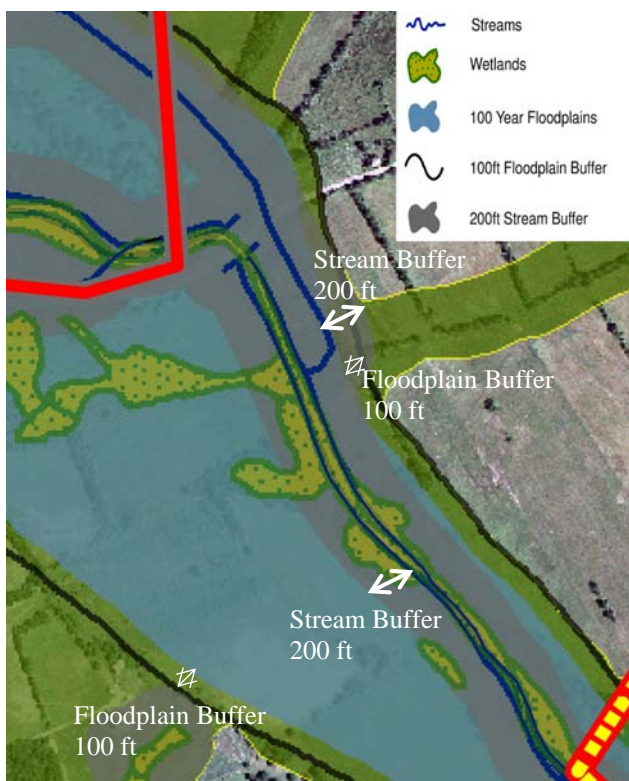 Streams
Wetlands
100 Year Floodplains
100ft Floodplain Buffer
200ft Stream Buffer
Stream Buffer
200 ft
Floodplain Buffer
100 ft
Stream Buffer
200 ft
Floodplain Buffer
100 ft